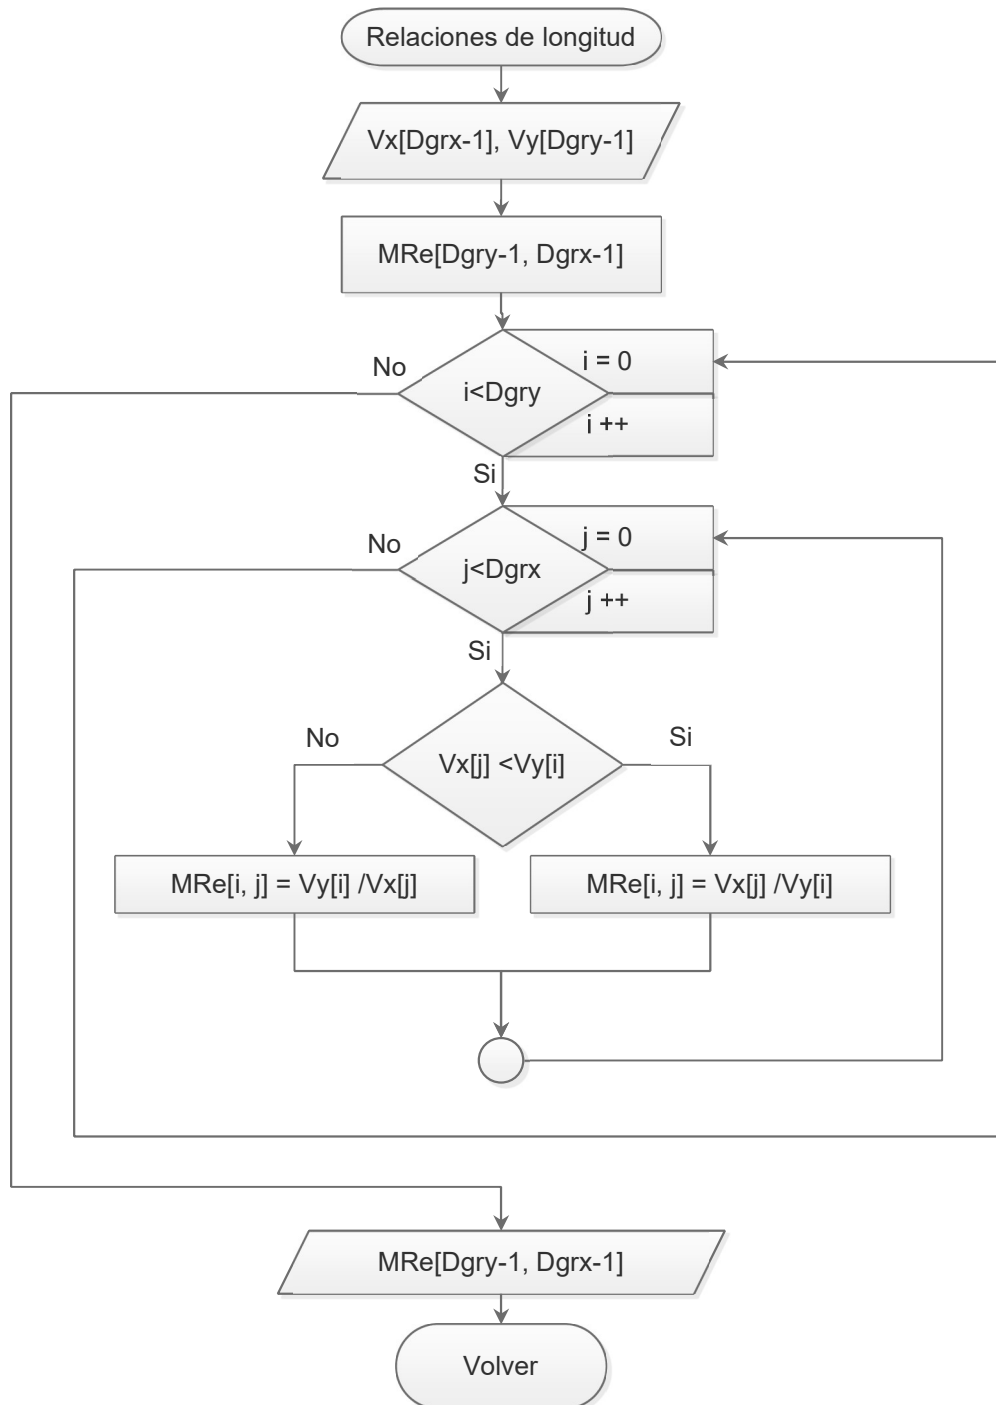 Relaciones de longitud
Vx[Dgrx-1], Vy[Dgry-1]
MRe[Dgry-1, Dgrx-1]
No
i<Dgry
i = 0
i ++
Si
No
j<Dgrx
j = 0
j ++
Si
No
Vx[j] <Vy[i]
Si
MRe[i, j] = Vy[i] /Vx[j]
MRe[i, j] = Vx[j] /Vy[i]
MRe[Dgry-1, Dgrx-1]
Volver